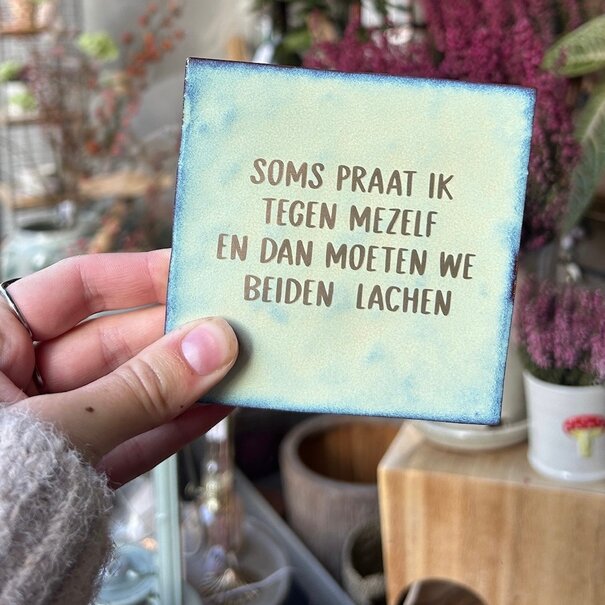 SOMS PRAAT IK
TEGEN MEZELF
EN DAN MOETEN WE
BEIDEN LACHEN